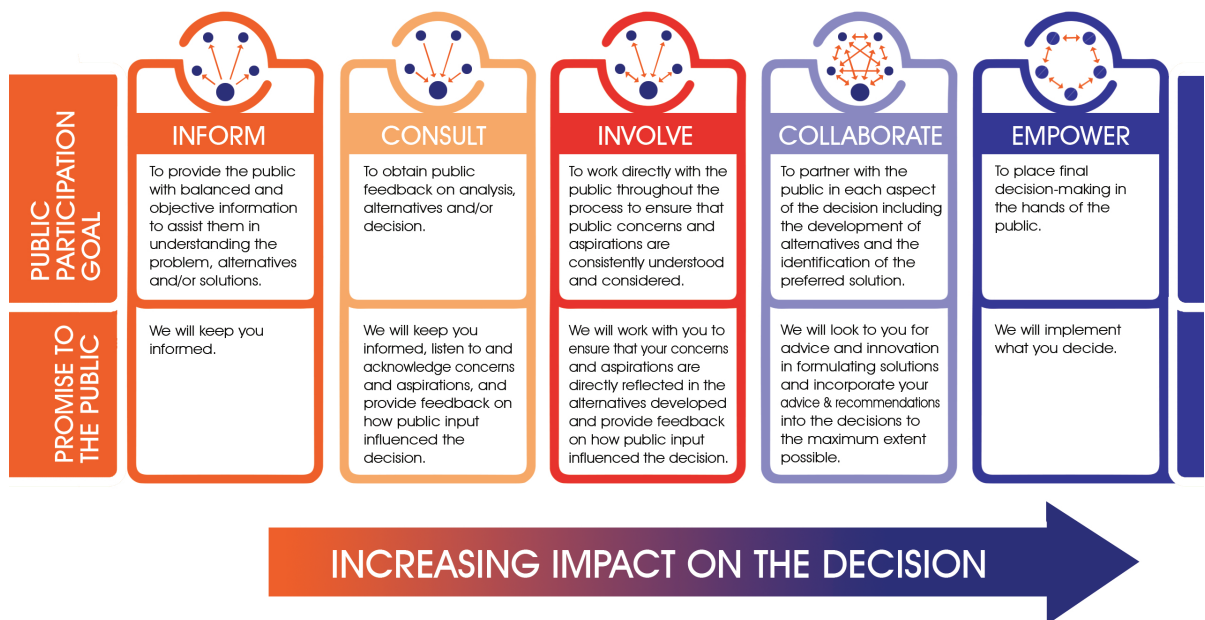 PUBLIC
PARTICIPATION
GOAL
INFORM
To provide the public
with balanced and
objective information
to assist them in
understanding the
problem, alternatives
and/or solutions.
CONSULT
To obtain public
feedback on analysis,
alternatives and/or
decision.
INVOLVE
To work directly with the
public throughout the
process to ensure that
public concerns and
aspirations are
consistently understood
and considered.
COLLABORATE
To partner with the
public in each aspect
of the decision including
the development of
alternatives and the
identification of the
preferred solution.
EMPOWER
To place final
decision-making in
the hands of the
public.
PROMISE TO
THE PUBLIC
We will keep you
informed.
We will keep you
informed, listen to and
acknowledge concerns
and aspirations, and
provide feedback on
how public input
influenced the
decision.
We will work with you to
ensure that your concerns
and aspirations are
directly reflected in the
alternatives developed
and provide feedback
on how public input
influenced the decision.
We will look to you for
advice and innovation
in formulating solutions
and incorporate your
advice & recommendations
into the decisions to
the maximum extent
possible.
We will implement
what you decide.
INCREASING IMPACT ON THE DECISION